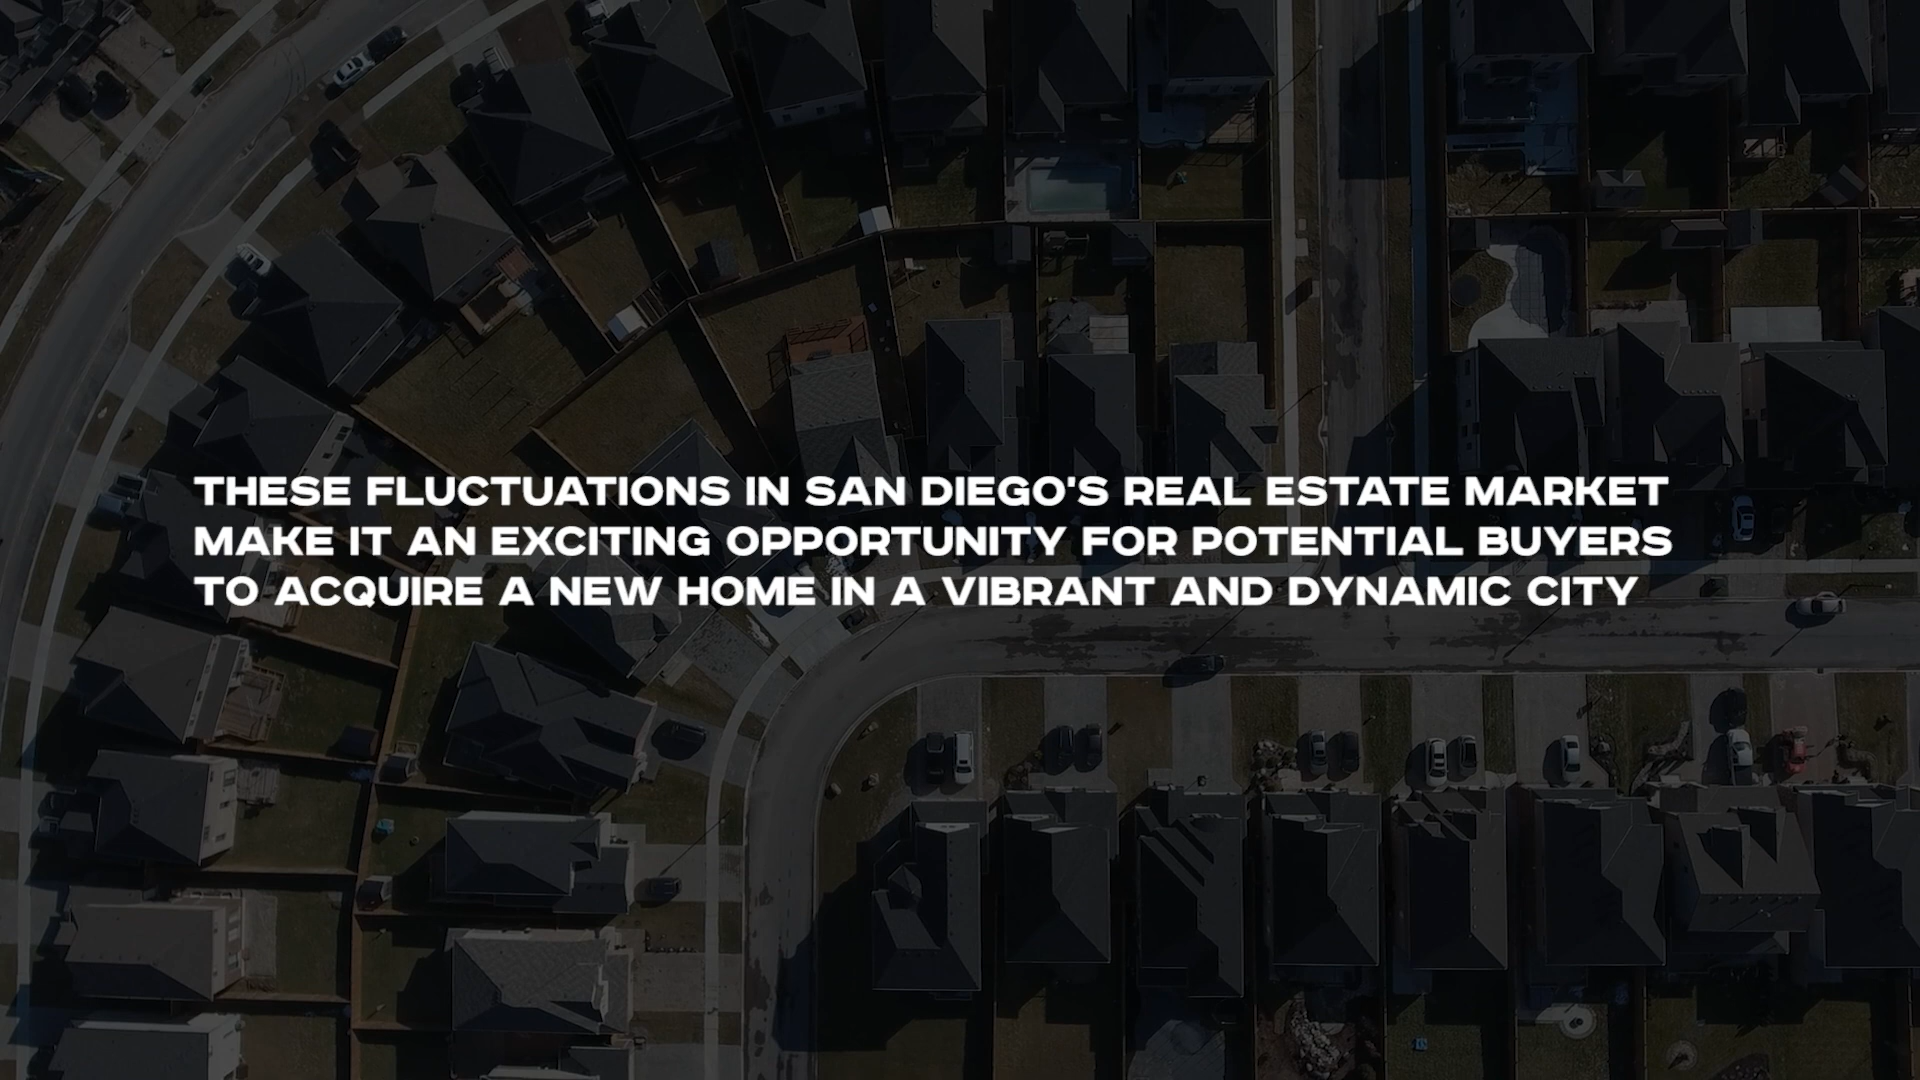 THESE FLUCTUATIONS IN SAN DIEGO'S REAL ESTATE MARKET
MAKE IT AN EXCITING OPPORTUNITY FOR POTENTIAL BUYERS
TO ACQUIRE A NEW HOME IN A VIBRANT AND DYNAMIC CITY